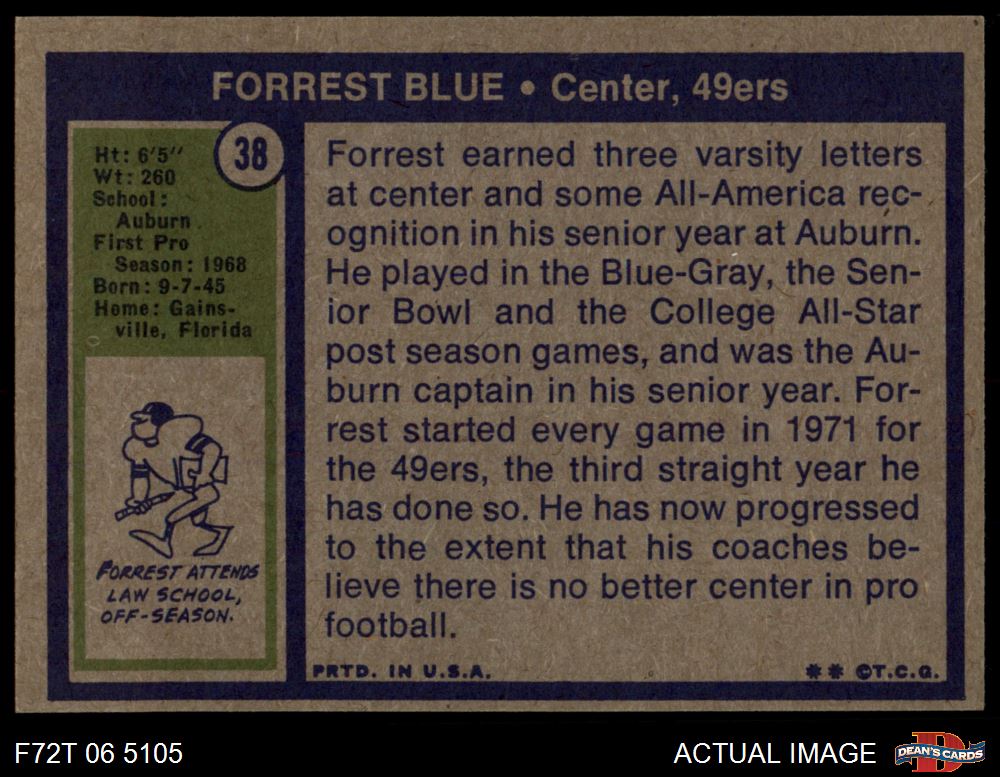 FORREST BLUE • Center, 49ers
38
Ht: 6'5"
Wt: 260
School:
Auburn
First Pro
Season: 1968
Born: 9-7-45
Home: Gains-
ville, Florida
FORREST ATTENDS
LAW SCHOOL,
OFF-SEASON.
Forrest earned three varsity letters
at center and some All-America rec-
ognition in his senior year at Auburn.
He played in the Blue-Gray, the Sen-
ior Bowl and the College All-Star
post season games, and was the Au-
burn captain in his senior year. For-
rest started every game in 1971 for
the 49ers, the third straight year he
has done so. He has now progressed
to the extent that his coaches be-
lieve there is no better center in pro
football.
PRTD. IN U.S.A.
** ©T.C.G.
F72T 06 5105
ACTUAL IMAGE
D
DEAN'S CARDS